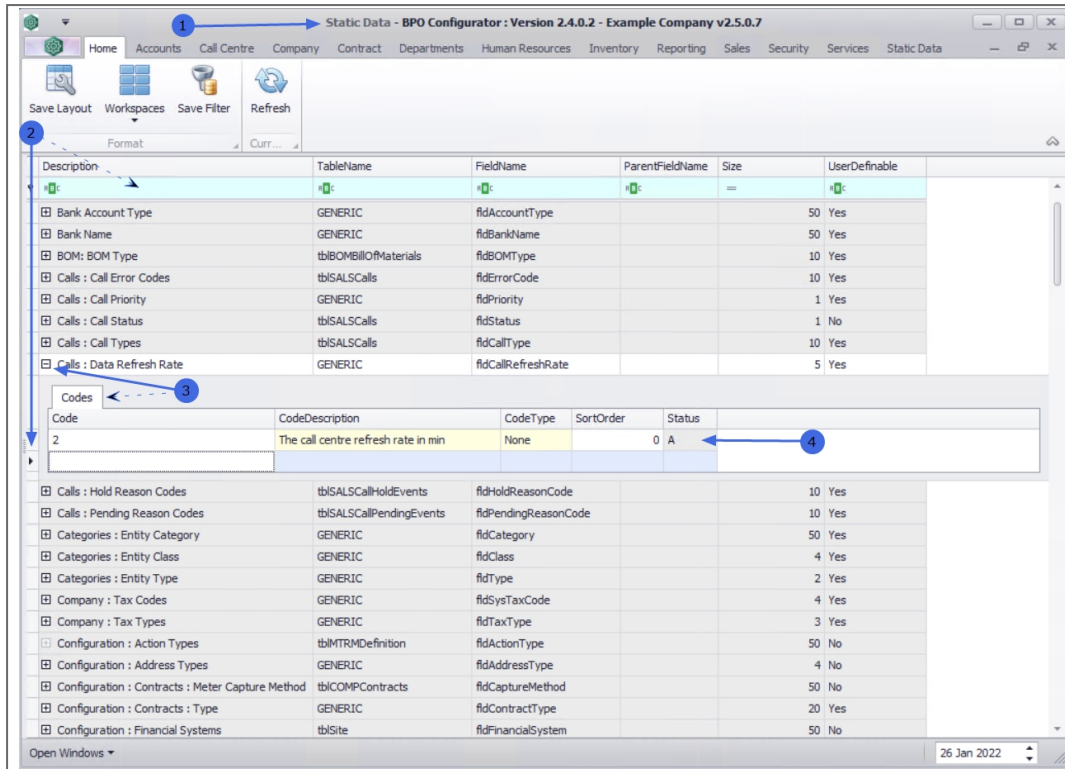 1
Static Data - BPO Configurator : Version 2.4.0.2 - Example Company v2.5.0.7
Home Accounts Call Centre Company Contract Departments Human Resources Inventory Reporting Sales Security Services Static Data
Save Layout Workspaces Save Filter Refresh
2
Format Curr...
Description TableName FieldName ParentFieldName Size UserDefinable
=
Bank Account Type GENERIC fldAccountType 50 Yes
Bank Name GENERIC fldBankName 50 Yes
BOM: BOM Type tblBOMBillOfMaterials fldBOMType 10 Yes
Calls : Call Error Codes tblSALSCalls fldErrorCode 10 Yes
Calls : Call Priority GENERIC fldPriority 1 Yes
Calls : Call Status tblSALSCalls fldStatus 1 No
Calls : Call Types tblSALSCalls fldCallType 10 Yes
Calls : Data Refresh Rate GENERIC fldCallRefreshRate 5 Yes
Codes 3
Code CodeDescription CodeType SortOrder Status
2 The call centre refresh rate in min None 0 A 4
Calls : Hold Reason Codes tblSALSCallHoldEvents fldHoldReasonCode 10 Yes
Calls : Pending Reason Codes tblSALSCallPendingEvents fldPendingReasonCode 10 Yes
Categories : Entity Category GENERIC fldCategory 50 Yes
Categories : Entity Class GENERIC fldClass 4 Yes
Categories : Entity Type GENERIC fldType 2 Yes
Company : Tax Codes GENERIC fldSysTaxCode 4 Yes
Company : Tax Types GENERIC fldTaxType 3 Yes
Configuration : Action Types tblMTRMDefinition fldActionType 50 No
Configuration : Address Types GENERIC fldAddressType 4 No
Configuration : Contracts : Meter Capture Method tblCOMPContracts fldCaptureMethod 50 No
Configuration : Contracts : Type GENERIC fldContractType 20 Yes
Configuration : Financial Systems tblSite fldFinancialSystem 50 No
Open Windows 26 Jan 2022